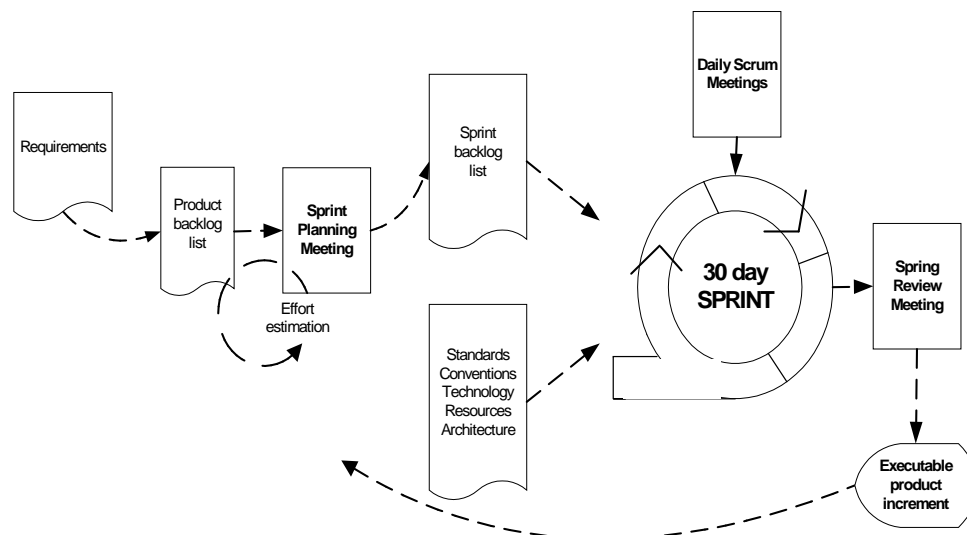 Requirements
Product
backlog
list
Sprint
Planning
Meeting
Effort
estimation
Sprint
backlog
list
Standards
Conventions
Technology
Resources
Architecture
Daily Scrum
Meetings
30 day
SPRINT
Spring
Review
Meeting
Executable
product
increment